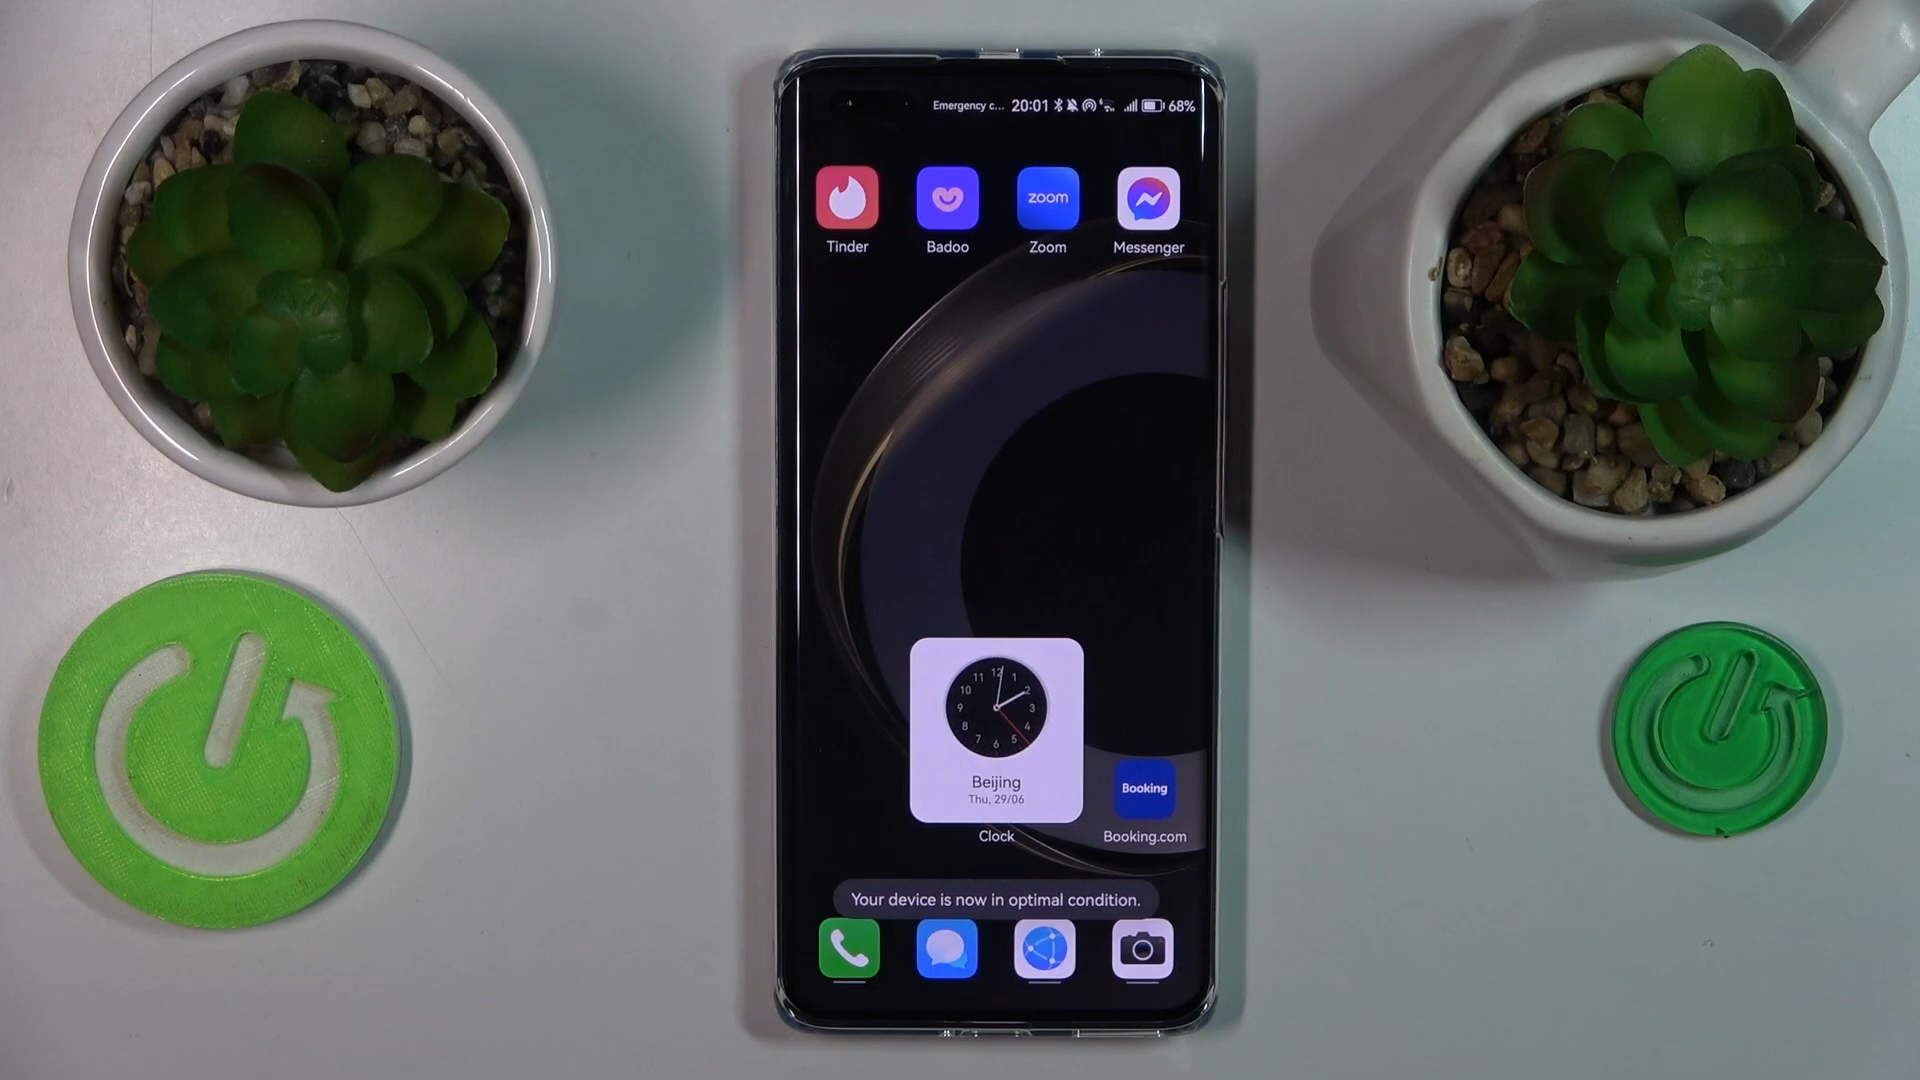 Emergency c... 20:01 68%
Tinder
Badoo
zoom
Zoom
Messenger
12
1
2
3
4
5
6
7
8
9
10
11
Beijing
Thu, 29/06
Clock
Booking
Booking.com
Your device is now in optimal condition.